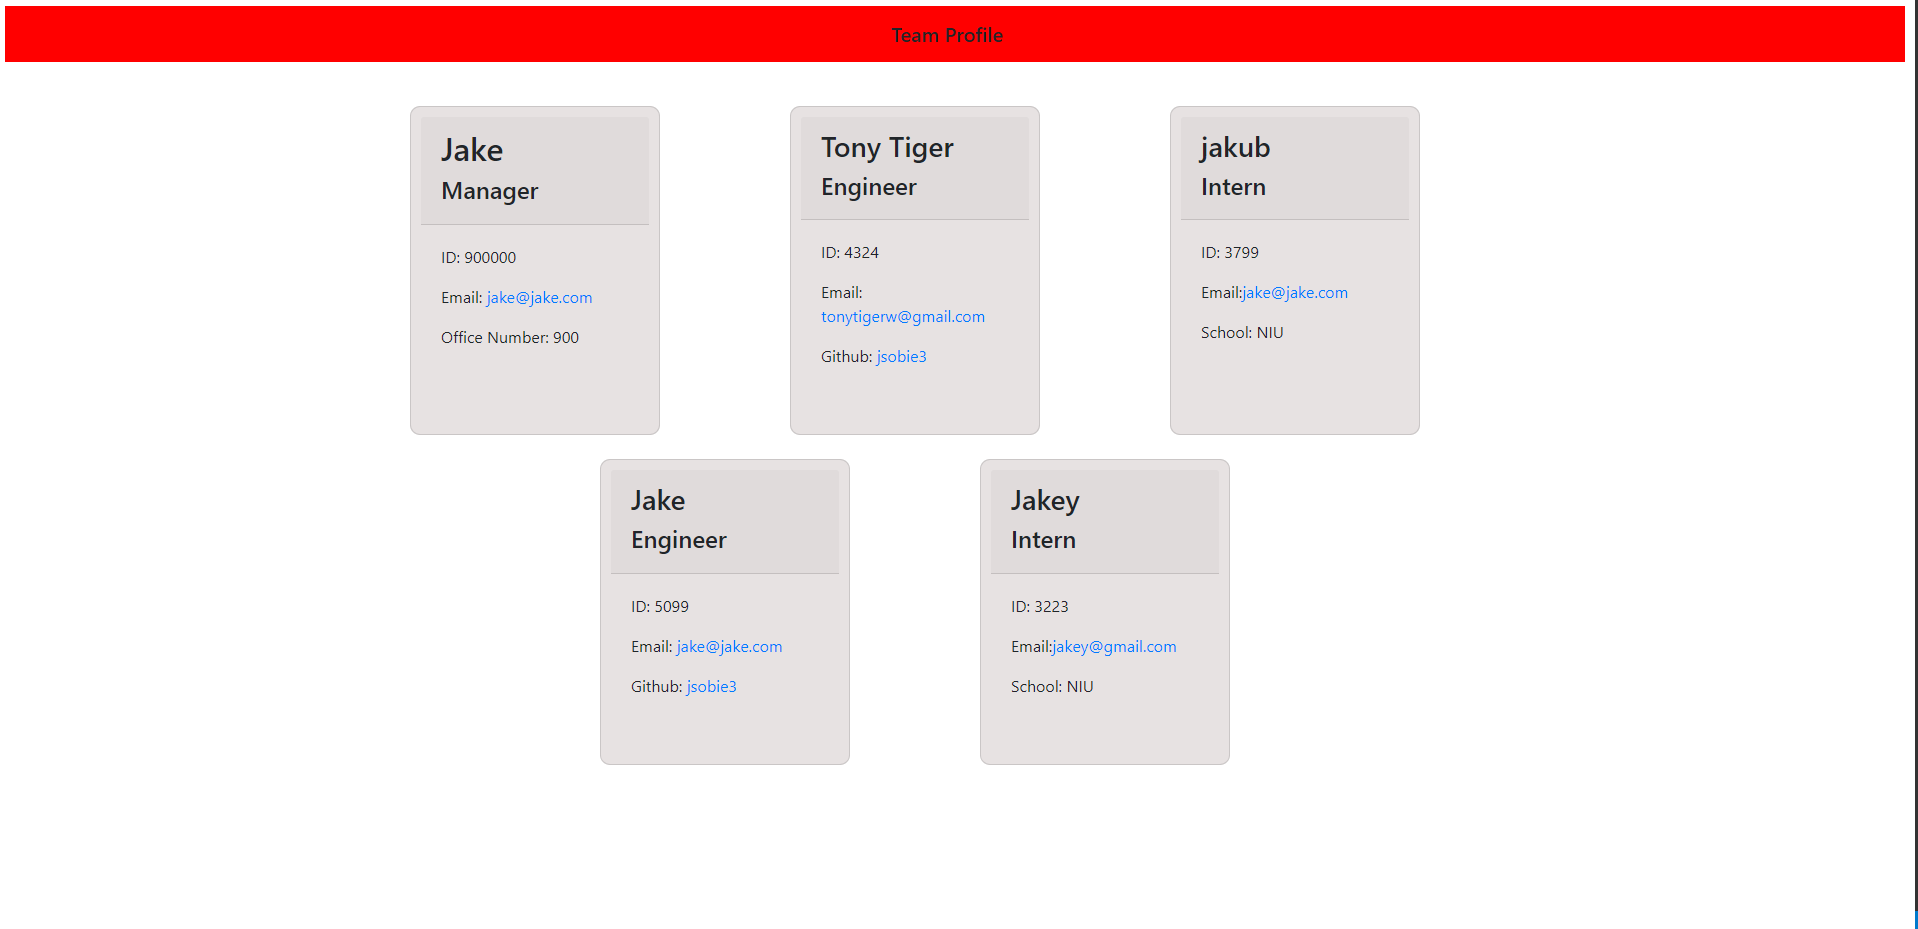 Team Profile
Jake
Manager
ID: 900000
Email: jake@jake.com
Office Number: 900
Tony Tiger
Engineer
ID: 4324
Email:
tonytigerw@gmail.com
Github: jsobie3
jakub
Intern
ID: 3799
Email:jake@jake.com
School: NIU
Jake
Engineer
ID: 5099
Email: jake@jake.com
Github: jsobie3
Jakey
Intern
ID: 3223
Email:jakey@gmail.com
School: NIU